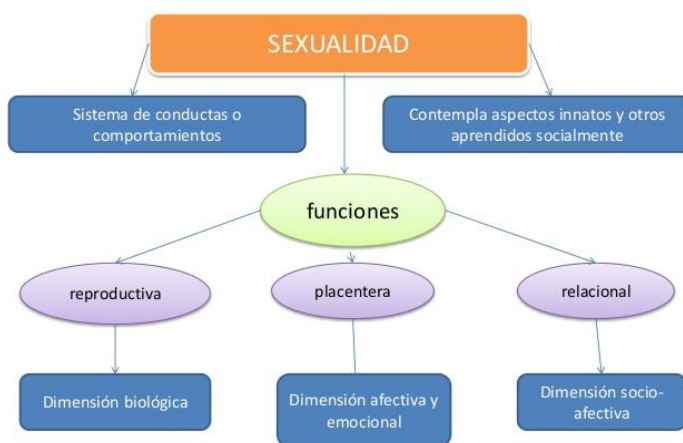 SEXUALIDAD
Sistema de conductas o
comportamientos
Contempla aspectos innatos y otros
aprendidos socialmente
funciones
reproductiva
placentera
relacional
Dimensión biológica
Dimensión afectiva y
emocional
Dimensión socio-
afectiva